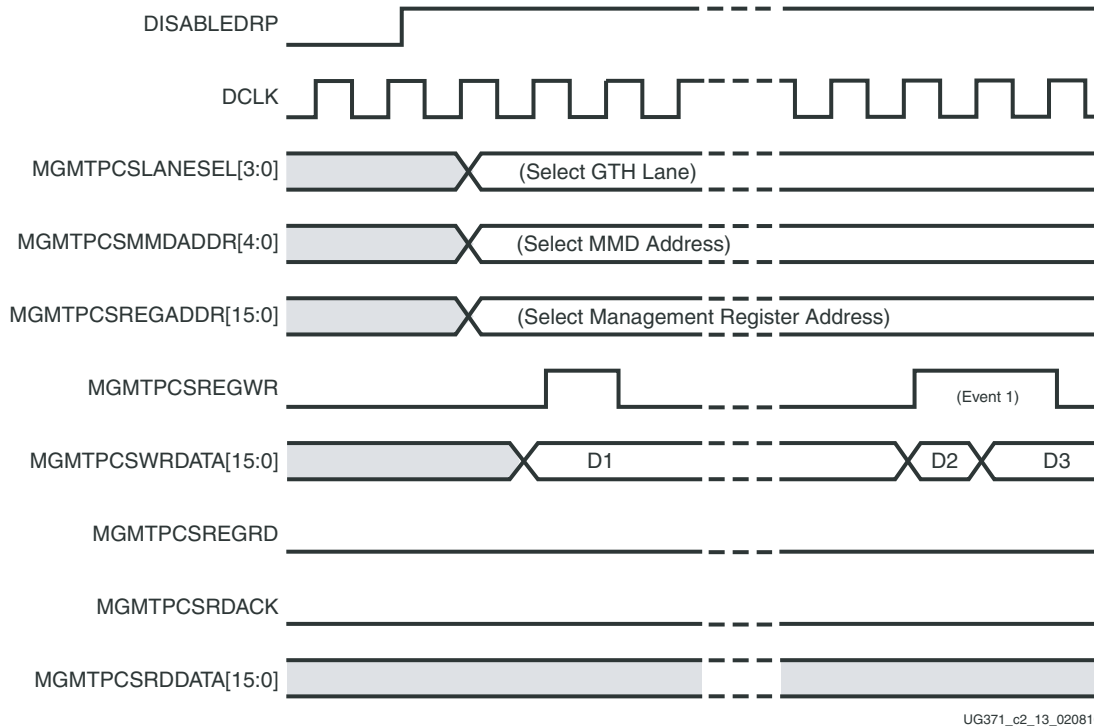 DISABLEDRP
DCLK
MGMTPCSLANESEL[3:0]
(Select GTH Lane)
MGMTPCSMMDADDR[4:0]
(Select MMD Address)
MGMTPCSREGADDR[15:0]
(Select Management Register Address)
MGMTPCSREGWR
(Event 1)
MGMTPCSWRDATA[15:0]
D1
D2
D3
MGMTPCSREGRD
MGMTPCSRDACK
MGMTPCSRDDATA[15:0]
UG371_c2_13_02081